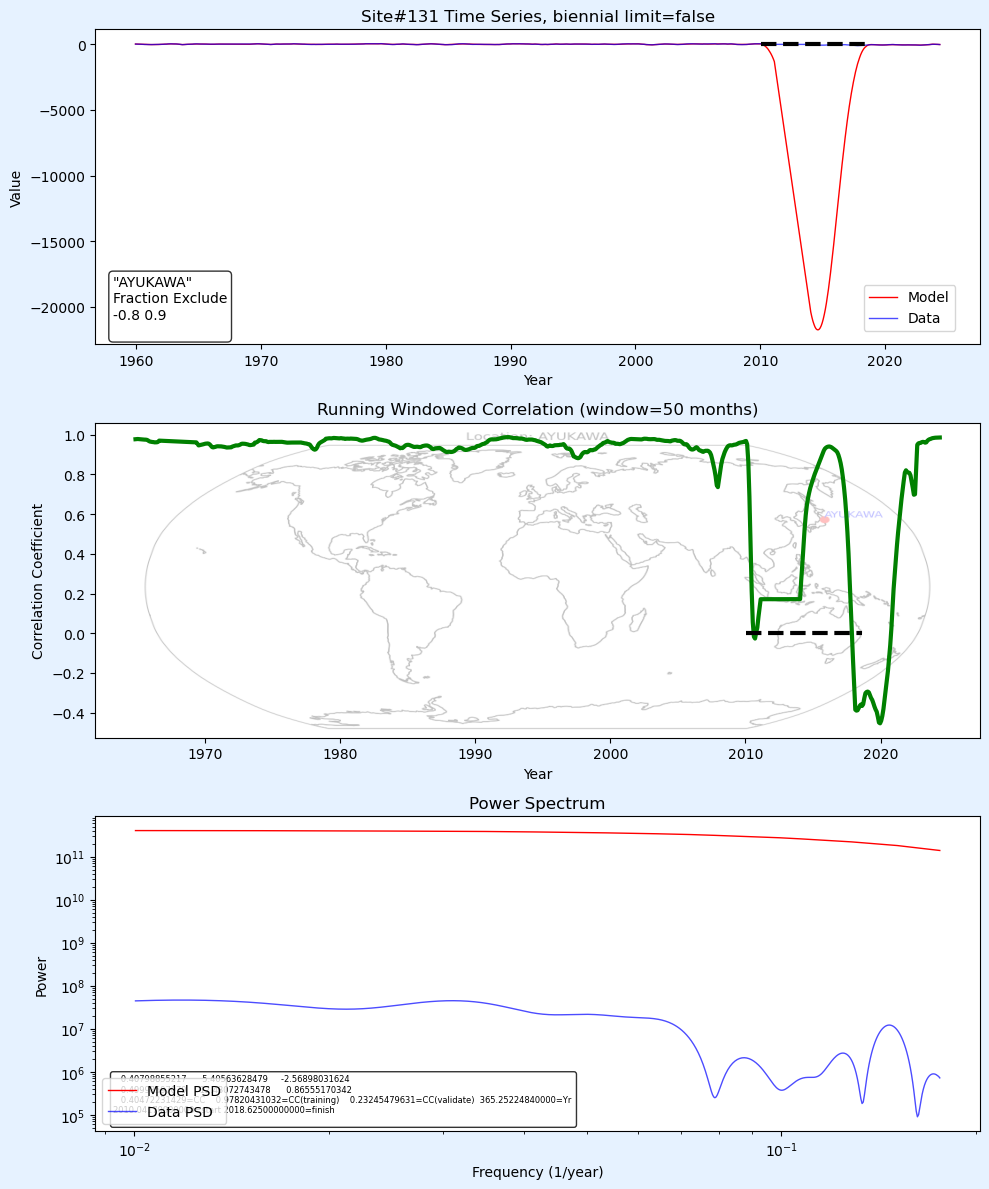 Site#131 Time Series, biennial limit=false
0
−5000
−10000
−15000
−20000
Value
"AYUKAWA"
Fraction Exclude
-0.8 0.9
Model
Data
1960
1970
1980
1990
2000
2010
2020
Year
Running Windowed Correlation (window=50 months)
Location: AYUKAWA
AYUKAWA
1.0
0.8
0.6
0.4
0.2
0.0
−0.2
−0.4
Correlation Coefficient
1970
1980
1990
2000
2010
2020
Year
Power Spectrum
10^11
10^10
10^9
10^8
10^7
10^6
10^5
Power
-2.56898031624
0.86555170342
0.97820431032=CC(training) 0.23245479631=CC(validate) 365.25224840000=Yr
2018.62500000000=finish
Model PSD
Data PSD
10^−2
10^−1
Frequency (1/year)